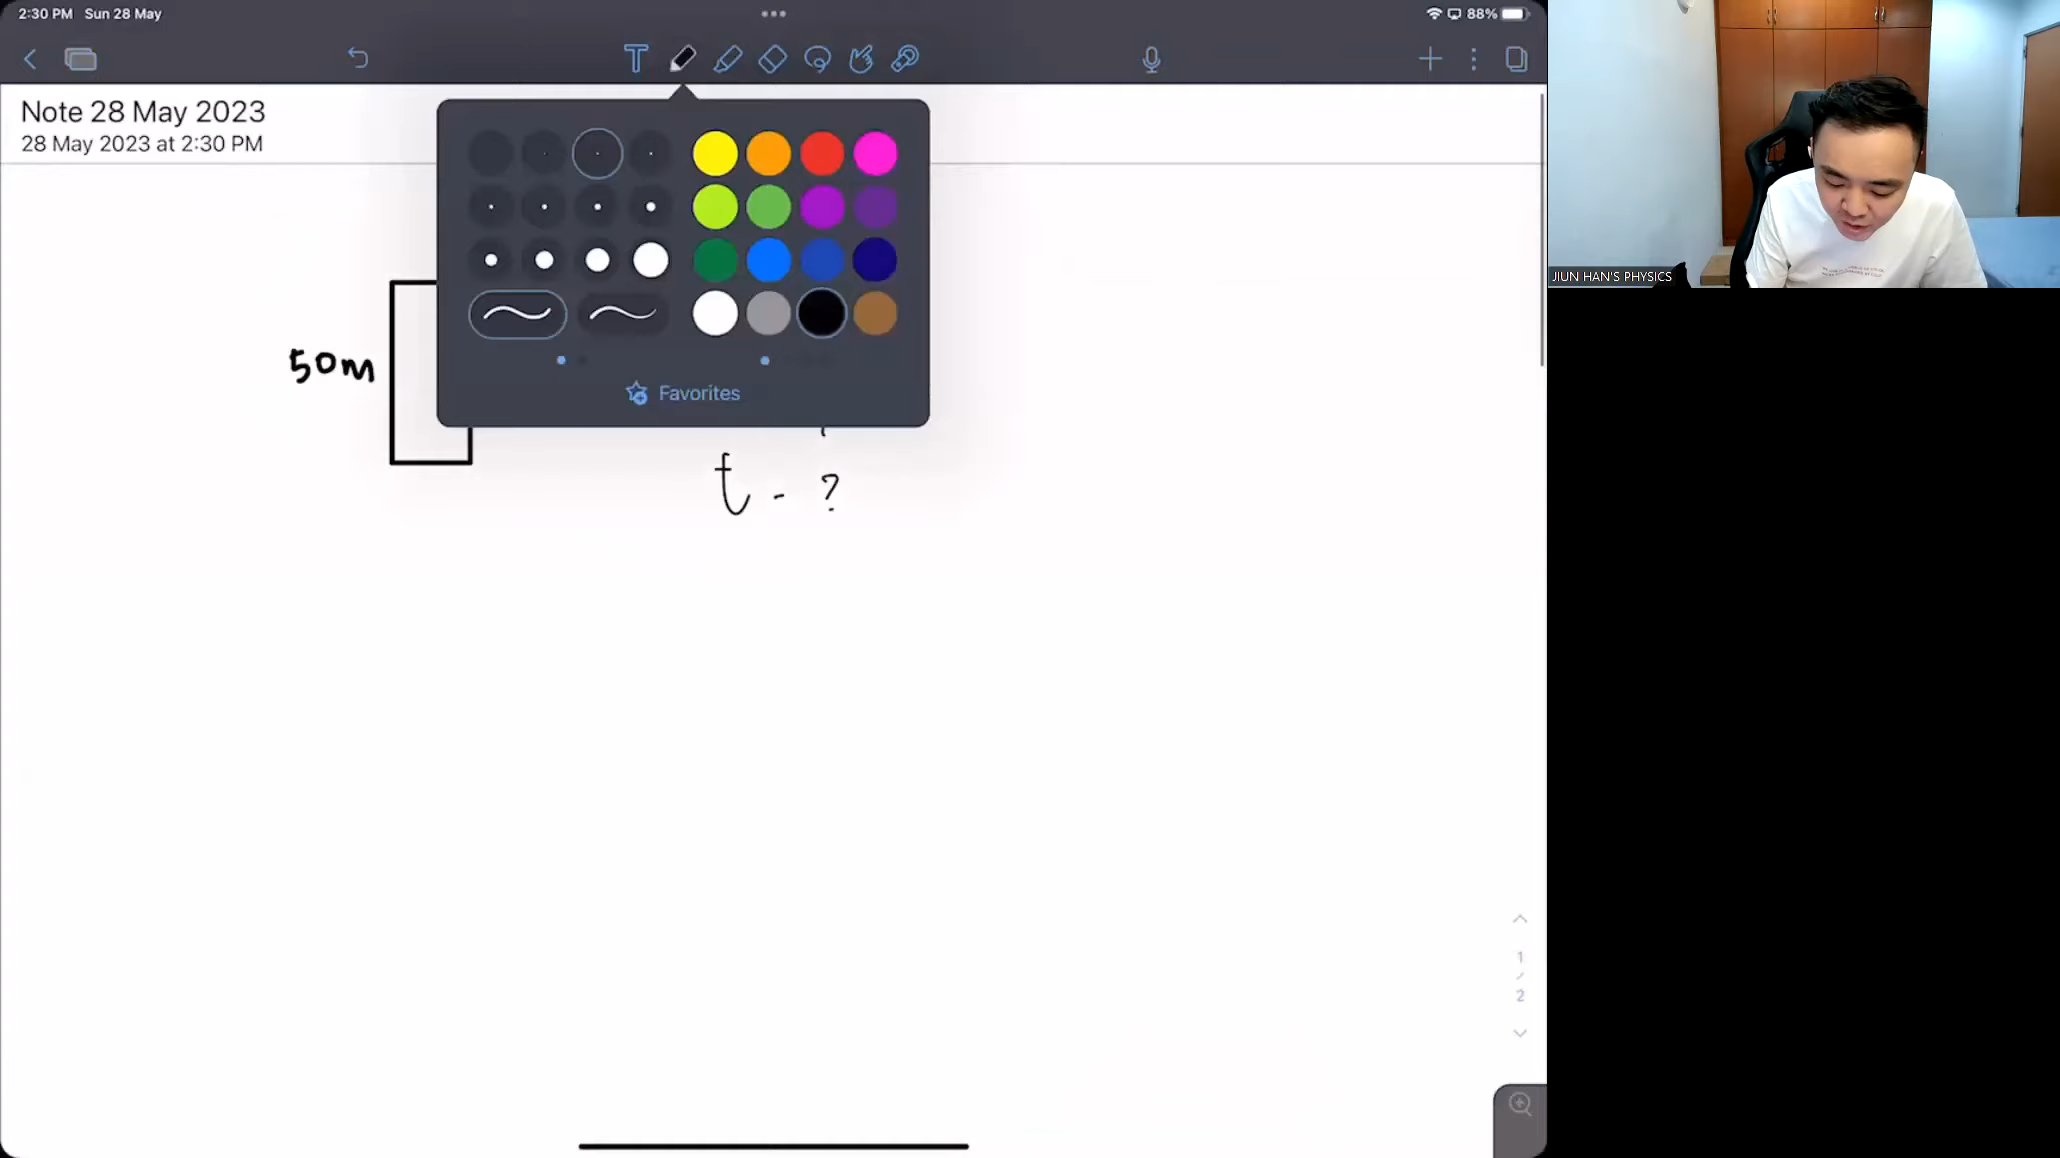 2:30 PM Sun 28 May
88%
Note 28 May 2023
28 May 2023 at 2:30 PM
Favorites
50m
t - ?
1
2
JIUN HAN'S PHYSICS